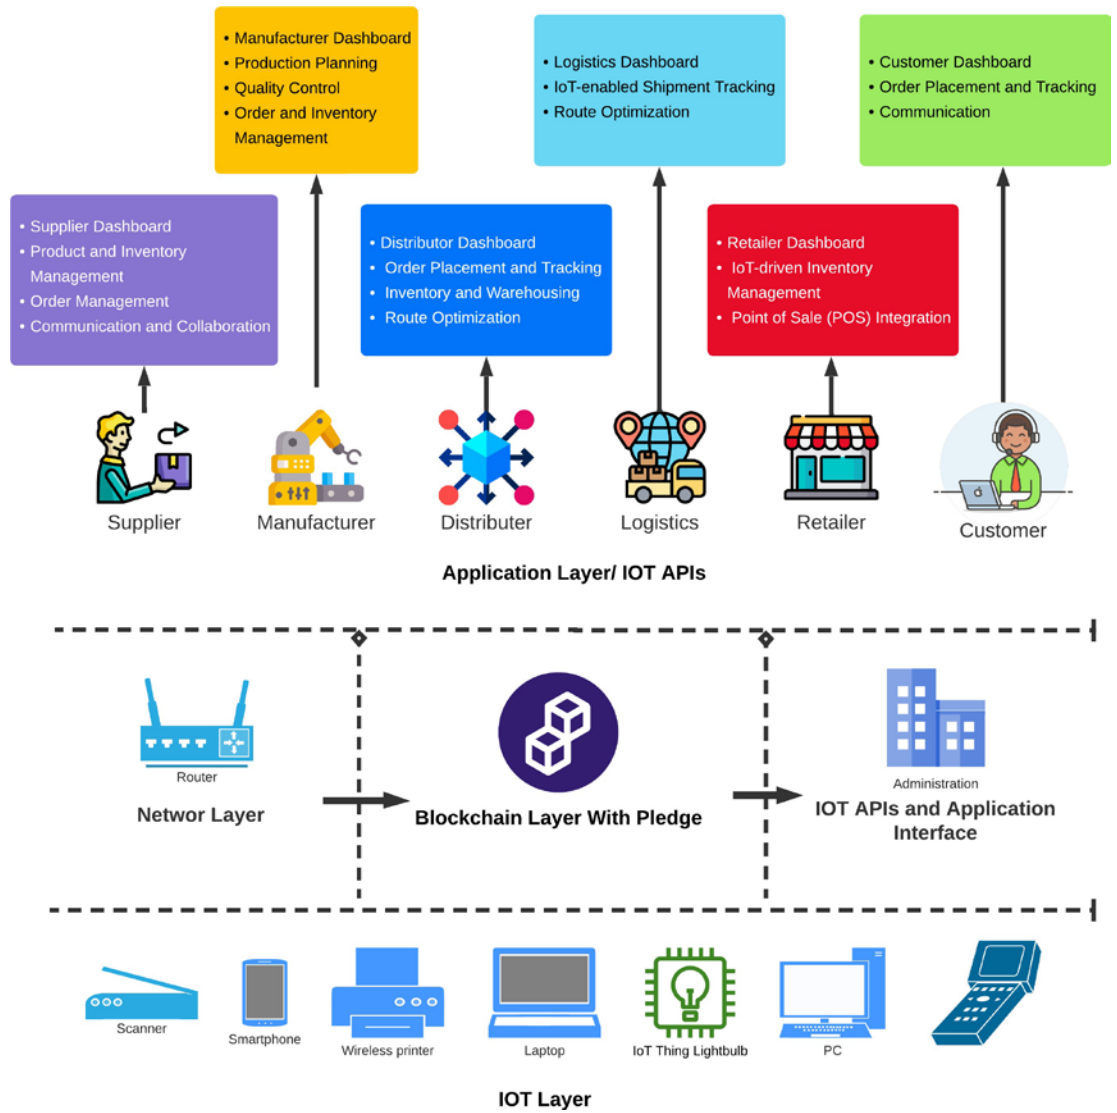 • Manufacturer Dashboard
• Production Planning
• Quality Control
• Order and Inventory
Management
• Logistics Dashboard
• IoT-enabled Shipment Tracking
• Route Optimization
• Customer Dashboard
• Order Placement and Tracking
• Communication
• Supplier Dashboard
• Product and Inventory
Management
• Order Management
• Communication and Collaboration
• Distributor Dashboard
• Order Placement and Tracking
• Inventory and Warehousing
• Route Optimization
• Retailer Dashboard
• IoT-driven Inventory
Management
• Point of Sale (POS) Integration
Supplier
Manufacturer
Distributer
Logistics
Retailer
Customer
Application Layer/ IOT APIs
Router
Networ Layer
Blockchain Layer With Pledge
Administration
IOT APIs and Application
Interface
Scanner
Smartphone
Wireless printer
Laptop
IoT Thing Lightbulb
PC
IOT Layer